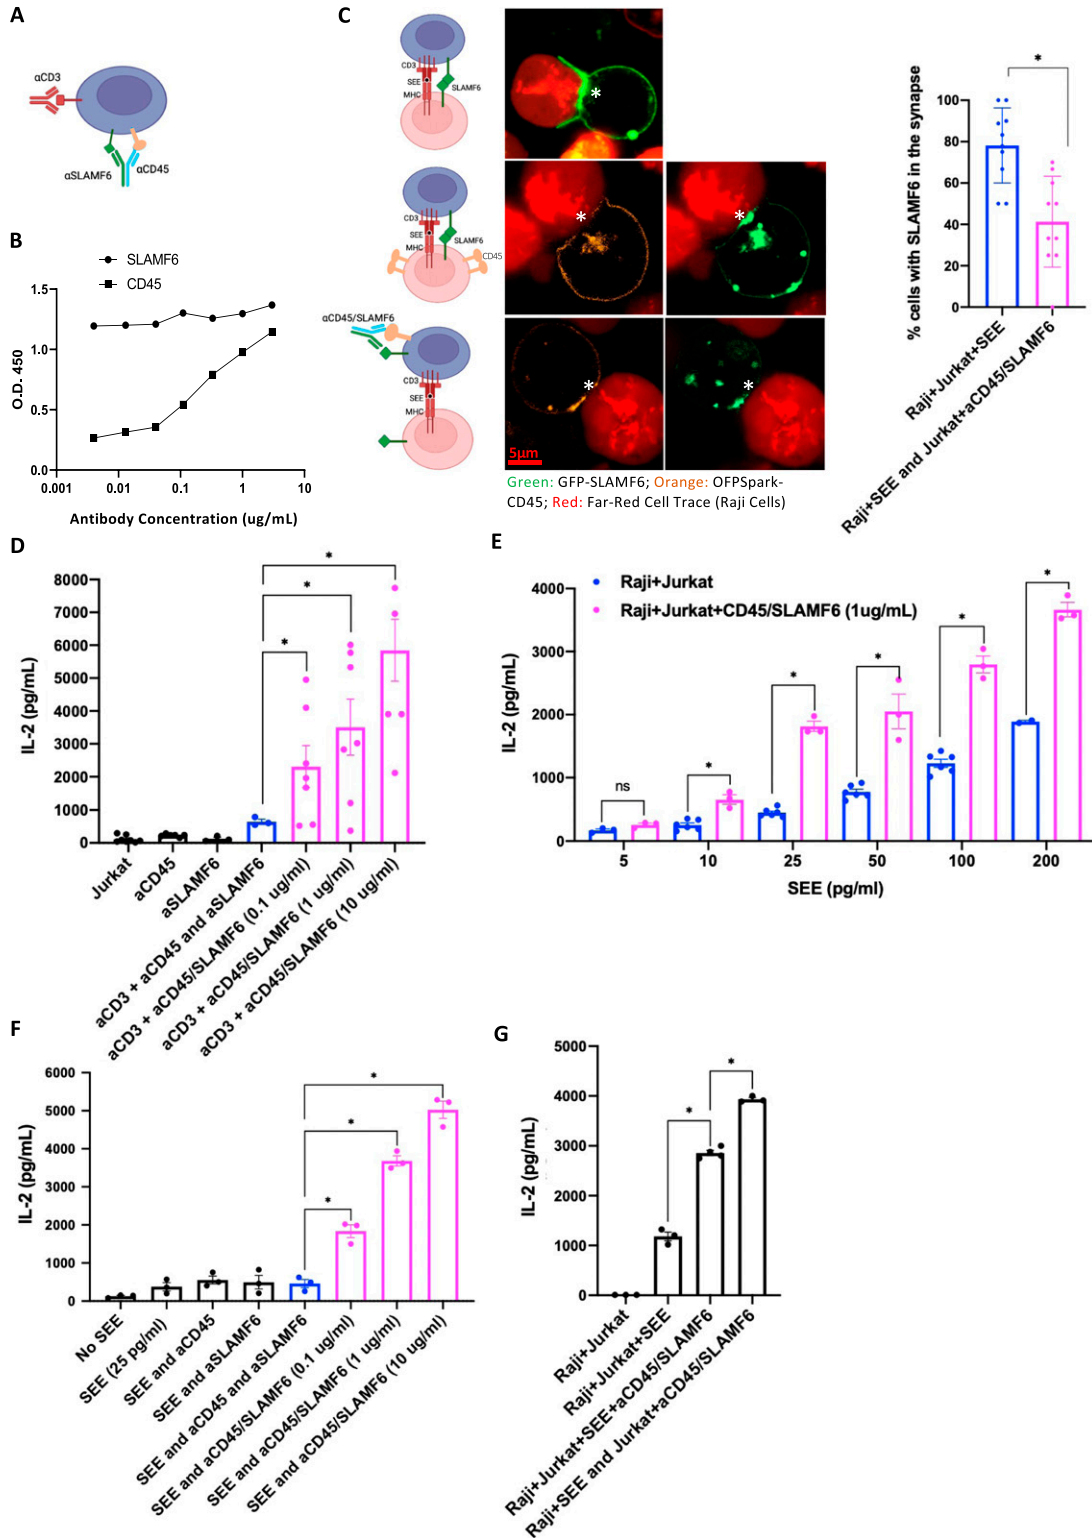 A
αCD3
αSLAMF6
αCD45
B
SLAMF6
CD45
1.5
1.0
0.5
0.0
O.D. 450
0.001
0.01
0.1
1
10
Antibody Concentration (ug/mL)
C
CD3
SEE
MHC
SLAMF6
CD3
SEE
MHC
SLAMF6
CD45
αCD45/SLAMF6
CD3
SEE
MHC
*
*
*
*
*
5µm
Green: GFP-SLAMF6; Orange: OFPSpark-
CD45; Red: Far-Red Cell Trace (Raji Cells)
% cells with SLAMF6 in the synapse
100
80
60
40
20
0
*
Raji+Jurkat+SEE
Raji+SEE and Jurkat+aCD45/SLAMF6
D
IL-2 (pg/mL)
8000
7000
6000
5000
4000
3000
2000
1000
0
*
*
*
Jurkat
aCD45
aSLAMF6
aCD3 + aCD45 and aSLAMF6
aCD3 + aCD45/SLAMF6 (0.1 ug/ml)
aCD3 + aCD45/SLAMF6 (1 ug/ml)
aCD3 + aCD45/SLAMF6 (10 ug/ml)
E
Raji+Jurkat
Raji+Jurkat+CD45/SLAMF6 (1ug/mL)
IL-2 (pg/mL)
4000
3000
2000
1000
0
ns
*
*
*
*
*
5
10
25
50
100
200
SEE (pg/ml)
F
IL-2 (pg/mL)
6000
5000
4000
3000
2000
1000
0
*
*
*
No SEE
SEE (25 pg/ml)
SEE and aCD45
SEE and aSLAMF6
SEE and aCD45 and aSLAMF6
SEE and aCD45/SLAMF6 (0.1 ug/ml)
SEE and aCD45/SLAMF6 (1 ug/ml)
SEE and aCD45/SLAMF6 (10 ug/ml)
G
IL-2 (pg/mL)
5000
4000
3000
2000
1000
0
*
*
Raji+Jurkat
Raji+Jurkat+SEE
Raji+Jurkat+SEE+aCD45/SLAMF6
Raji+SEE and Jurkat+aCD45/SLAMF6